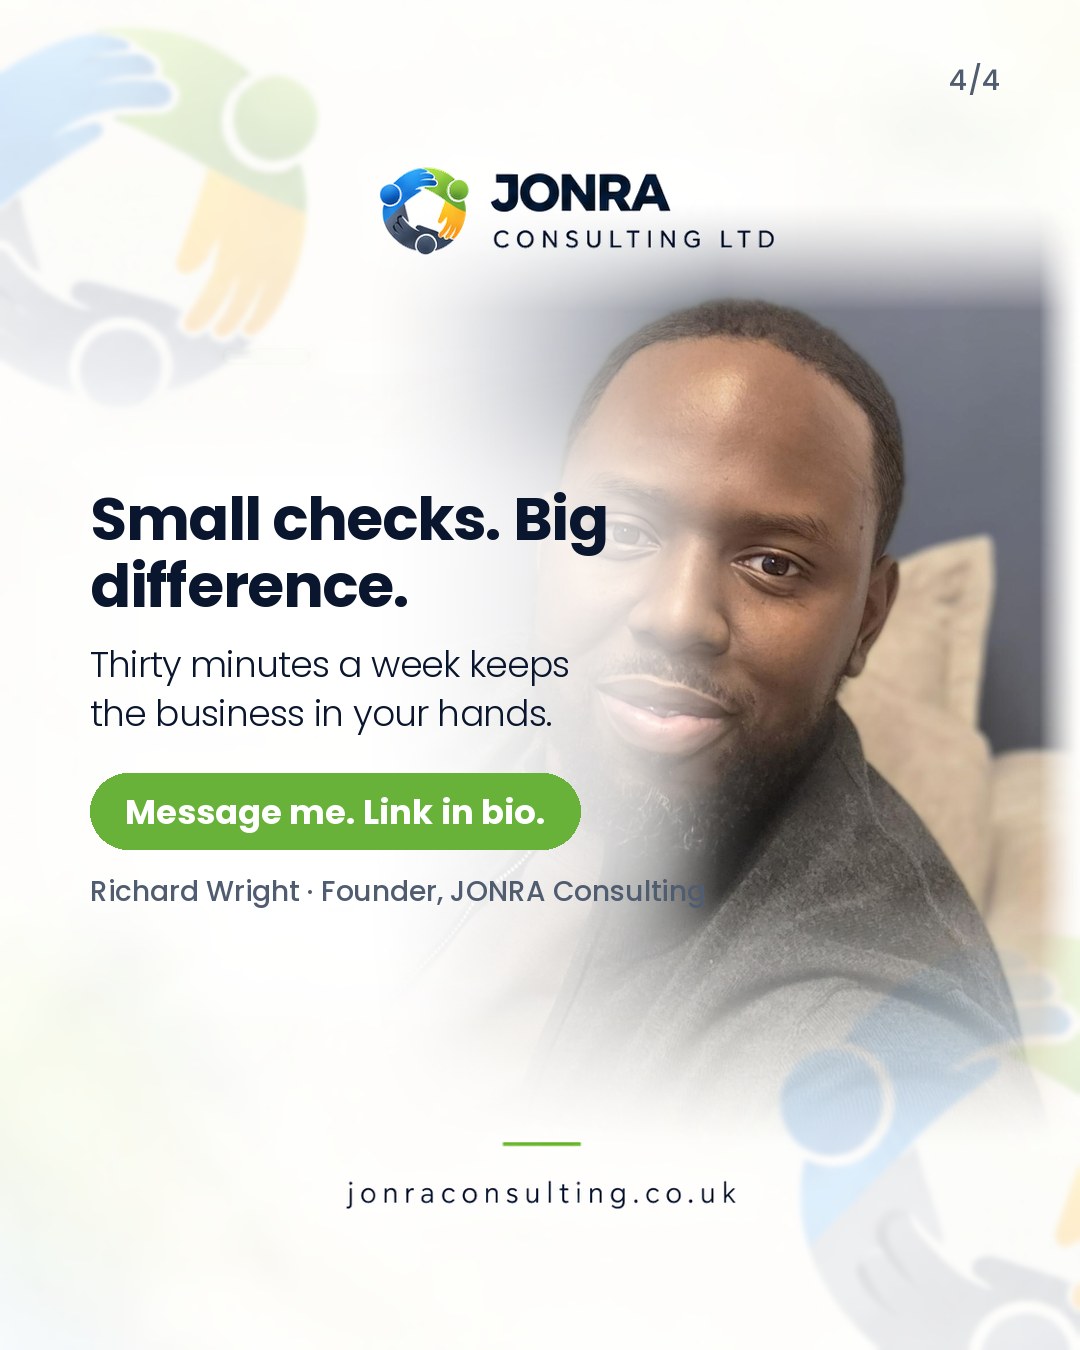 4/4
JONRA
CONSULTING LTD
Small checks. Big
difference.
Thirty minutes a week keeps
the business in your hands.
Message me. Link in bio.
Richard Wright · Founder, JONRA Consulting
jonraconsulting.co.uk